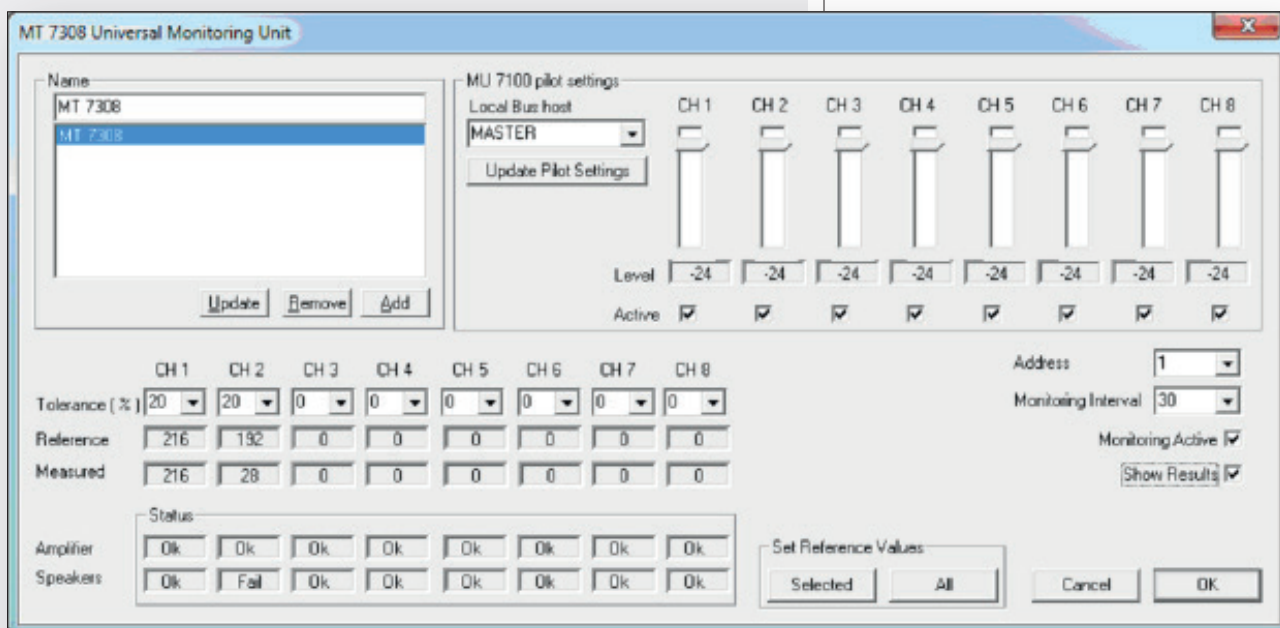 MT 7308 Universal Monitoring Unit
Name
MT 7308
MT 7308
Update Remove Add
MU 7100 pilot settings
Local Bus host
MASTER
Update Pilot Settings
CH 1 CH 2 CH 3 CH 4 CH 5 CH 6 CH 7 CH 8
Level -24 -24 -24 -24 -24 -24 -24 -24
Active
CH 1 CH 2 CH 3 CH 4 CH 5 CH 6 CH 7 CH 8
Tolerance ( % ) 20 20 0 0 0 0 0 0
Reference 216 192 0 0 0 0 0 0
Measured 216 28 0 0 0 0 0 0
Address 1
Monitoring Interval 30
Monitoring Active
Show Results
Status
Amplifier Ok Ok Ok Ok Ok Ok Ok Ok
Speakers Ok Fail Ok Ok Ok Ok Ok Ok
Set Reference Values
Selected All
Cancel OK